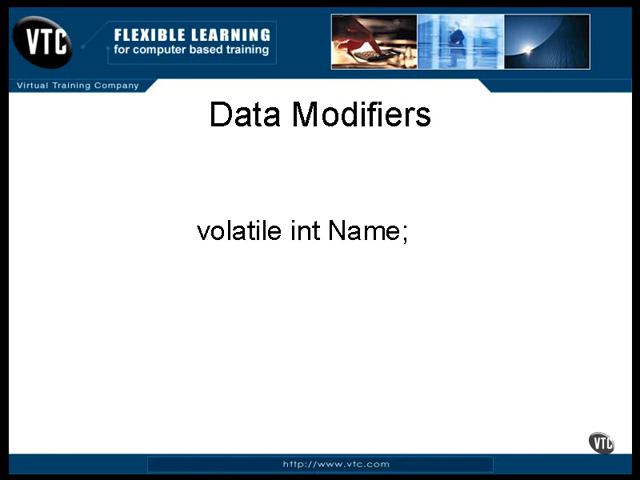 VTC
FLEXIBLE LEARNING
for computer based training
Virtual Training Company
Data Modifiers
volatile int Name;
VTC
http://www.vtc.com